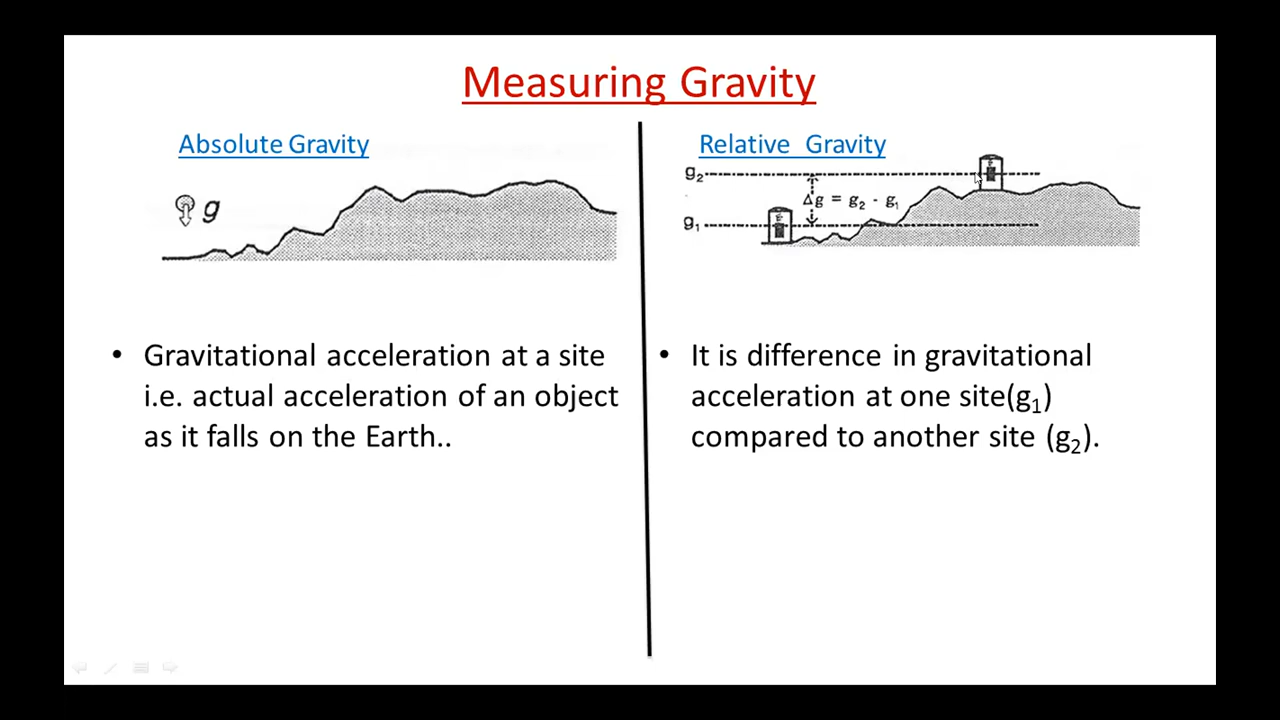 Measuring Gravity
Absolute Gravity
g
Gravitational acceleration at a site
i.e. actual acceleration of an object
as it falls on the Earth..
Relative Gravity
g₂
Δg = g₂ - g₁
g₁
It is difference in gravitational
acceleration at one site(g₁)
compared to another site (g₂).